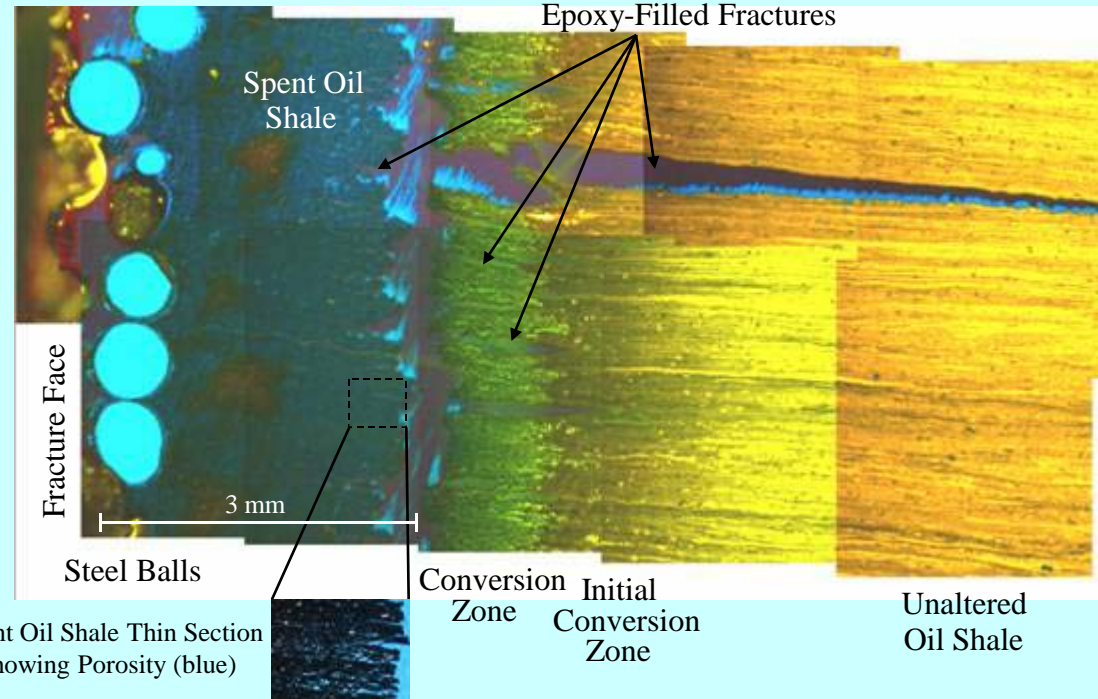 Epoxy-Filled Fractures
Spent Oil
Shale
Fracture Face
3 mm
Steel Balls
Conversion
Zone
Initial
Conversion
Zone
Unaltered
Oil Shale
Oil Shale Thin Section
Porosity (blue)